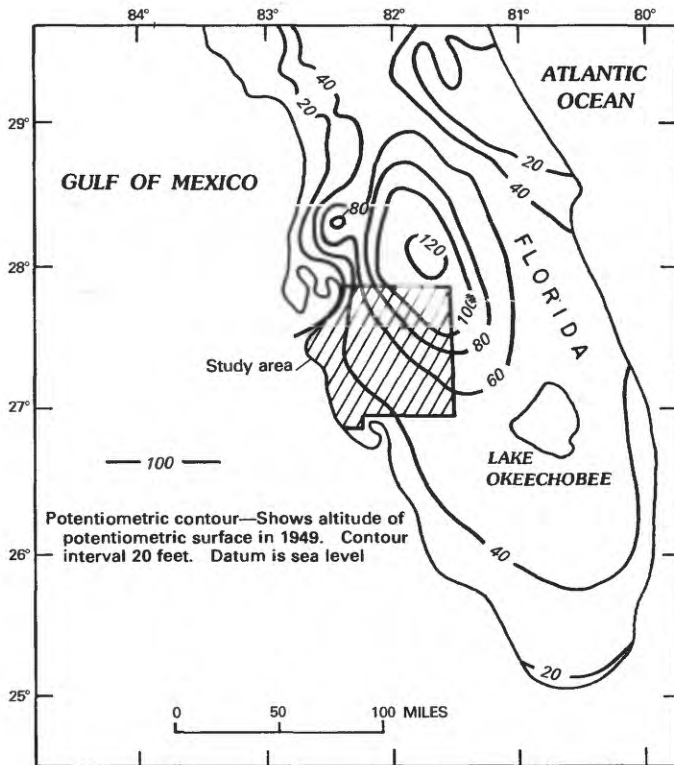 84°
83°
82°
81°
80°
40
20
ATLANTIC
OCEAN
29°
20
40
GULF OF MEXICO
80
120
FLORIDA
28°
100
80
60
Study area
27°
LAKE
OKEECHOBEE
100
Potentiometric contour—Shows altitude of
potentiometric surface in 1949. Contour
interval 20 feet. Datum is sea level
26°
40
20
25°
0 50 100 MILES